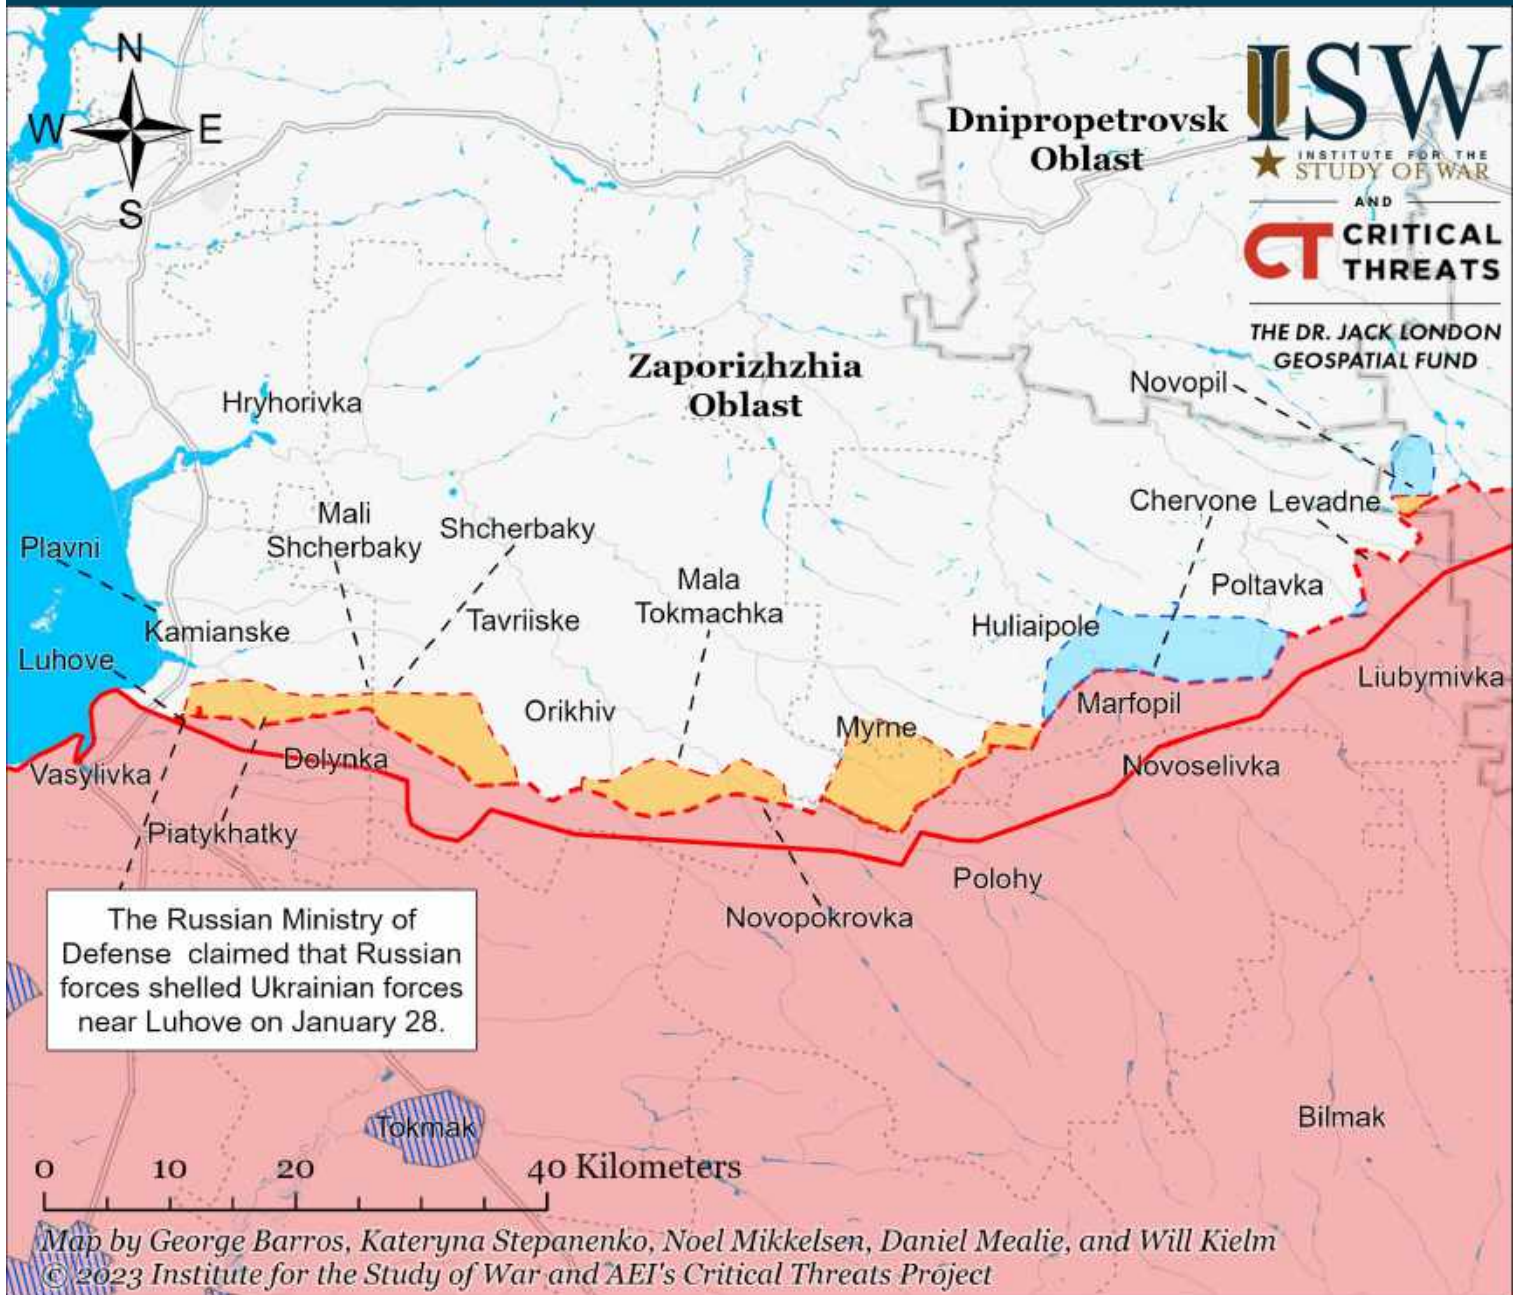 N
W
E
S
Dnipropetrovsk
Oblast
ISW
INSTITUTE FOR THE
STUDY OF WAR
AND
CT CRITICAL
THREATS
THE DR. JACK LONDON
GEOSPATIAL FUND
Zaporizhzhia
Oblast
Novopil
Hryhorivka
Chervone
Levadne
Mali
Shcherbaky
Shcherbaky
Plavni
Mala
Tokmachka
Poltavka
Tavriiske
Huliaipole
Kamianske
Luhove
Liubymivka
Orikhiv
Marfopil
Myrne
Dolynka
Vasylivka
Novoselivka
Piatykhatky
Polohy
Novopokrovka
The Russian Ministry of
Defense claimed that Russian
forces shelled Ukrainian forces
near Luhove on January 28.
Tokmak
Bilmak
0 10 20 40 Kilometers
Map by George Barros, Kateryna Stepanenko, Noel Mikkelsen, Daniel Mealie, and Will Kielm
© 2023 Institute for the Study of War and AEI's Critical Threats Project